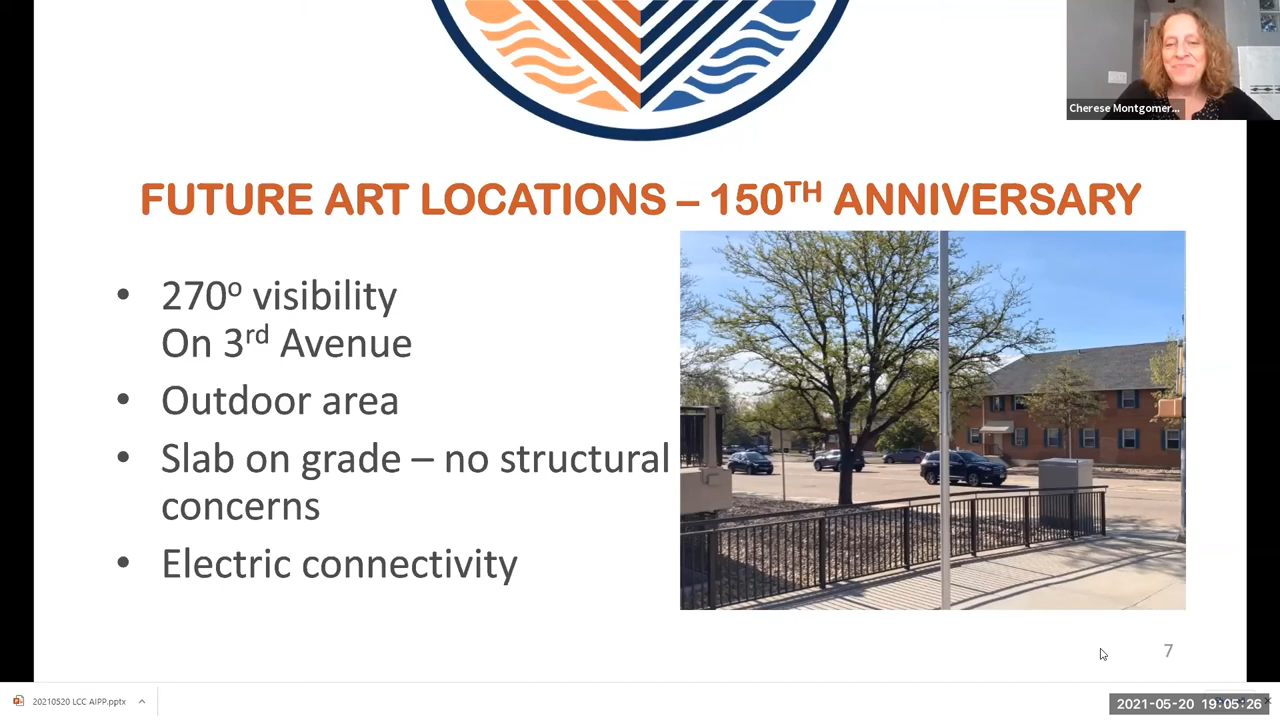 Cherese Montgomer...
FUTURE ART LOCATIONS – 150TH ANNIVERSARY
• 270o visibility
On 3rd Avenue
• Outdoor area
• Slab on grade – no structural
concerns
• Electric connectivity
7
20210520 LCC AIPP.pptx
2021-05-20 19:05:26